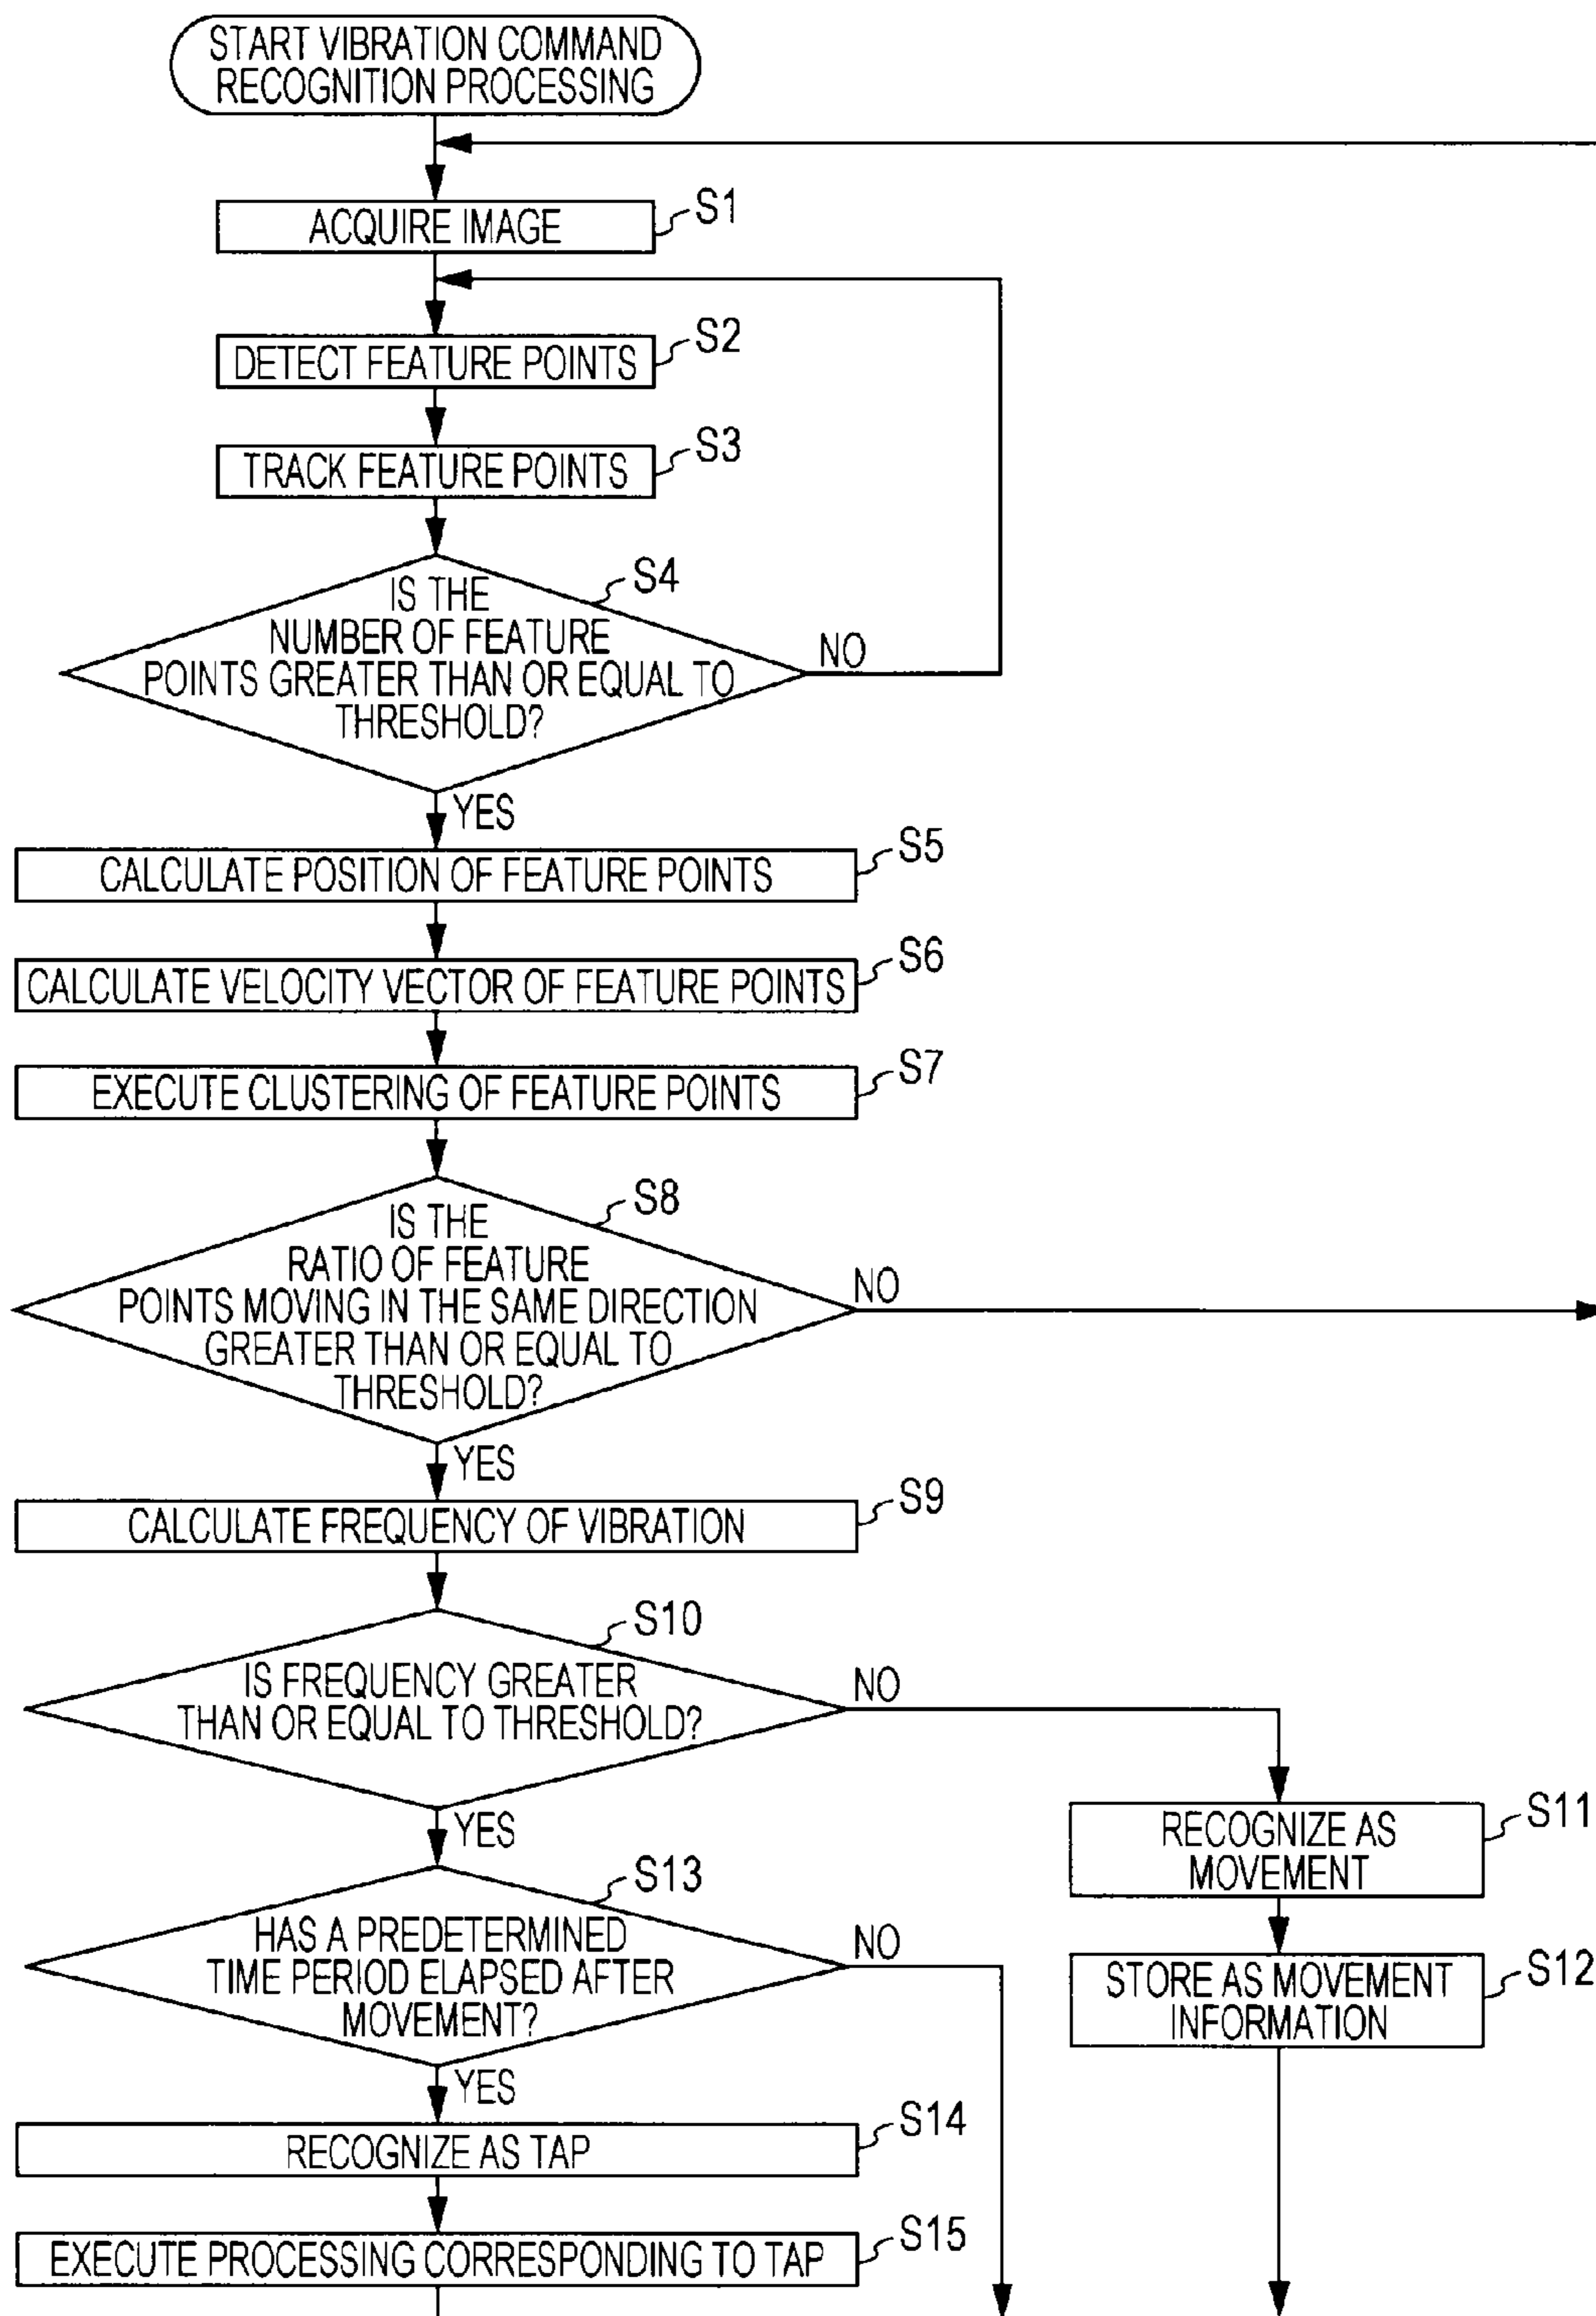 START VIBRATION COMMAND
RECOGNITION PROCESSING
S1
ACQUIRE IMAGE
S2
DETECT FEATURE POINTS
S3
TRACK FEATURE POINTS
S4
IS THE
NUMBER OF FEATURE
POINTS GREATER THAN OR EQUAL TO
THRESHOLD?
NO
YES
S5
CALCULATE POSITION OF FEATURE POINTS
S6
CALCULATE VELOCITY VECTOR OF FEATURE POINTS
S7
EXECUTE CLUSTERING OF FEATURE POINTS
S8
IS THE
RATIO OF FEATURE
POINTS MOVING IN THE SAME DIRECTION
GREATER THAN OR EQUAL TO
THRESHOLD?
NO
YES
S9
CALCULATE FREQUENCY OF VIBRATION
S10
IS FREQUENCY GREATER
THAN OR EQUAL TO THRESHOLD?
NO
YES
S11
RECOGNIZE AS
MOVEMENT
S12
STORE AS MOVEMENT
INFORMATION
S13
HAS A PREDETERMINED
TIME PERIOD ELAPSED AFTER
MOVEMENT?
NO
YES
S14
RECOGNIZE AS TAP
S15
EXECUTE PROCESSING CORRESPONDING TO TAP